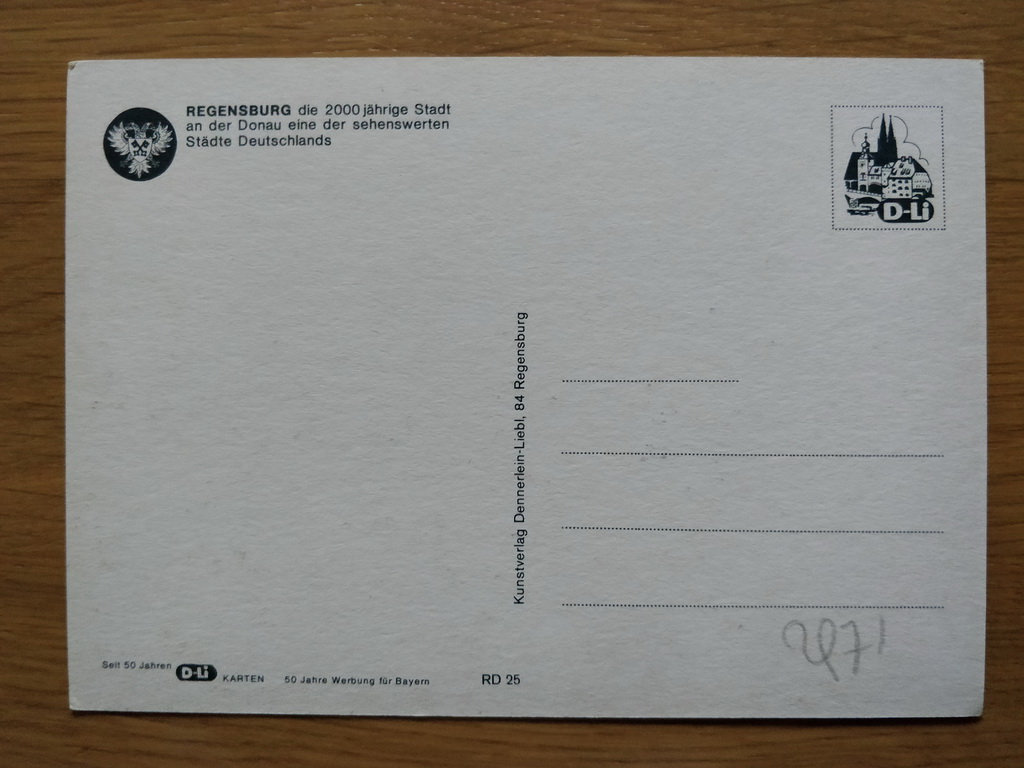 REGENSBURG die 2000 jährige Stadt
an der Donau eine der sehenswerten
Städte Deutschlands
D-Li
Kunstverlag Dennerlein-Liebl, 84 Regensburg
Seit 50 Jahren D-Li KARTEN 50 Jahre Werbung für Bayern RD 25